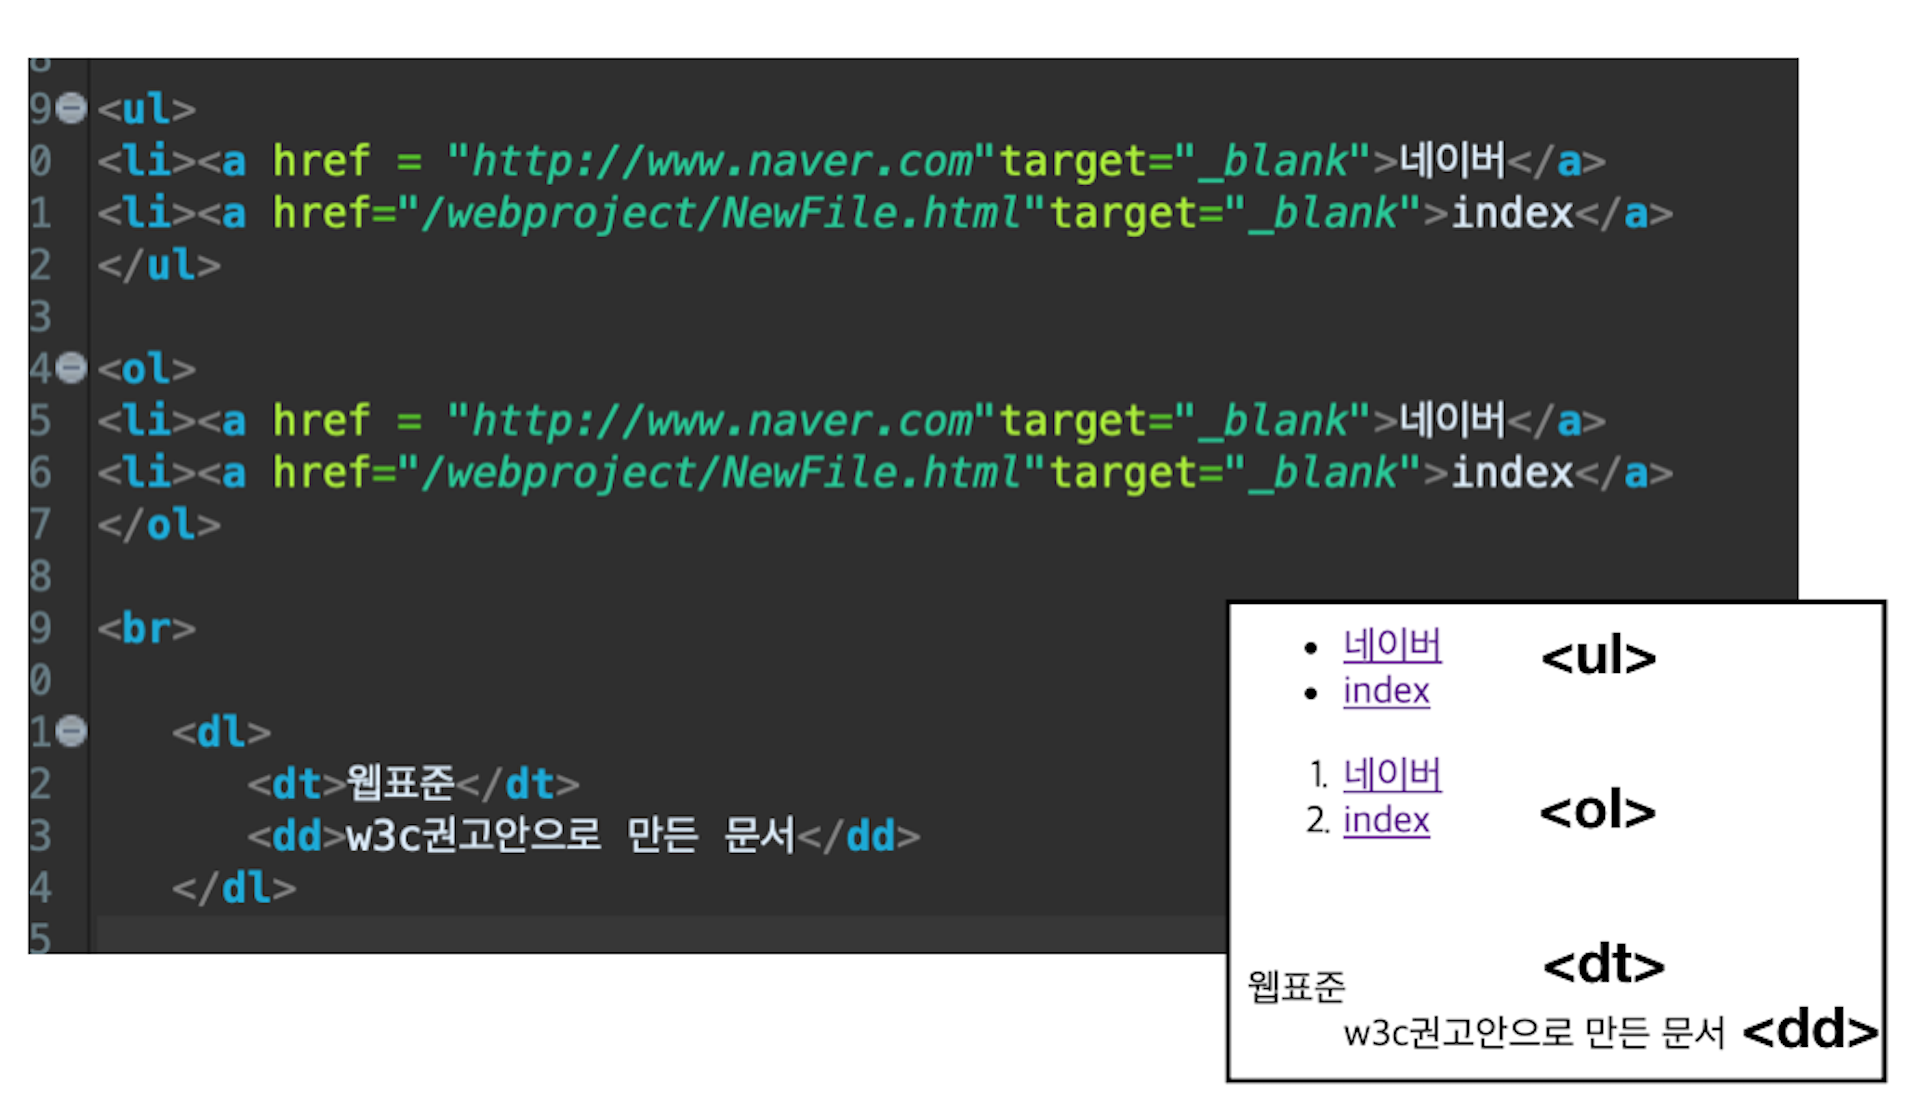 8
9 <ul>
0 <li><a href = "http://www.naver.com"target="_blank">네이버</a>
1 <li><a href="/webproject/NewFile.html"target="_blank">index</a>
2 </ul>
3
4 <ol>
5 <li><a href = "http://www.naver.com"target="_blank">네이버</a>
6 <li><a href="/webproject/NewFile.html"target="_blank">index</a>
7 </ol>
8
9 <br>
0
1 <dl>
2 <dt>웹표준</dt>
3 <dd>w3c권고안으로 만든 문서</dd>
4 </dl>
5
• 네이버 <ul>
• index
1. 네이버
2. index <ol>
<dt>
웹표준
w3c권고안으로 만든 문서 <dd>